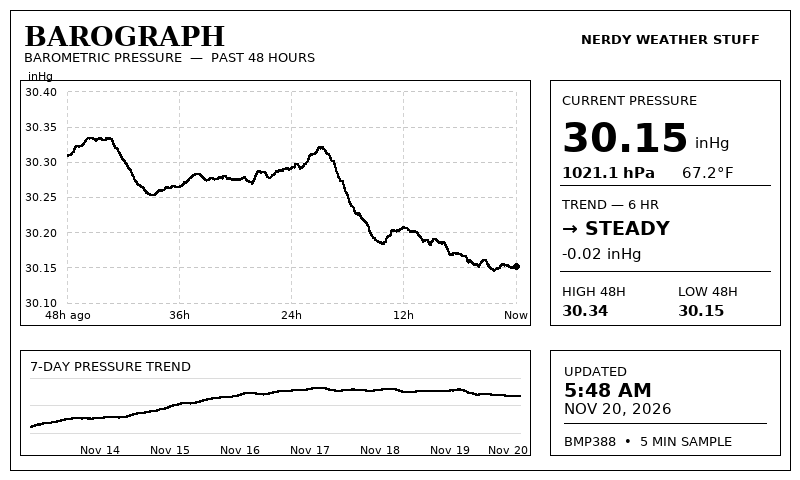 BAROGRAPH
BAROMETRIC PRESSURE — PAST 48 HOURS
NERDY WEATHER STUFF
inHg
30.40
30.35
30.30
30.25
30.20
30.15
30.10
48h ago 36h 24h 12h Now
CURRENT PRESSURE
30.15 inHg
1021.1 hPa 67.2°F
TREND — 6 HR
→ STEADY
-0.02 inHg
HIGH 48H LOW 48H
30.34 30.15
7-DAY PRESSURE TREND
Nov 14 Nov 15 Nov 16 Nov 17 Nov 18 Nov 19 Nov 20
UPDATED
5:48 AM
NOV 20, 2026
BMP388 • 5 MIN SAMPLE